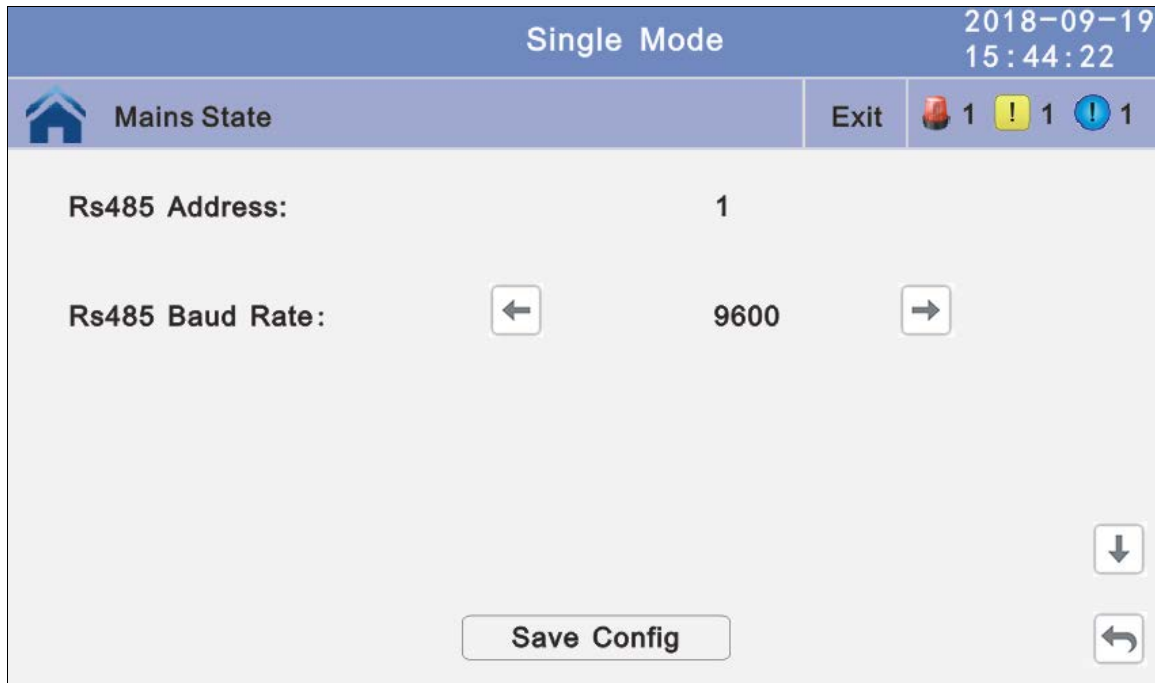 Single Mode
2018-09-19
15:44:22
Mains State
Exit
1 ! 1 ! 1
Rs485 Address: 1
Rs485 Baud Rate: 9600
Save Config